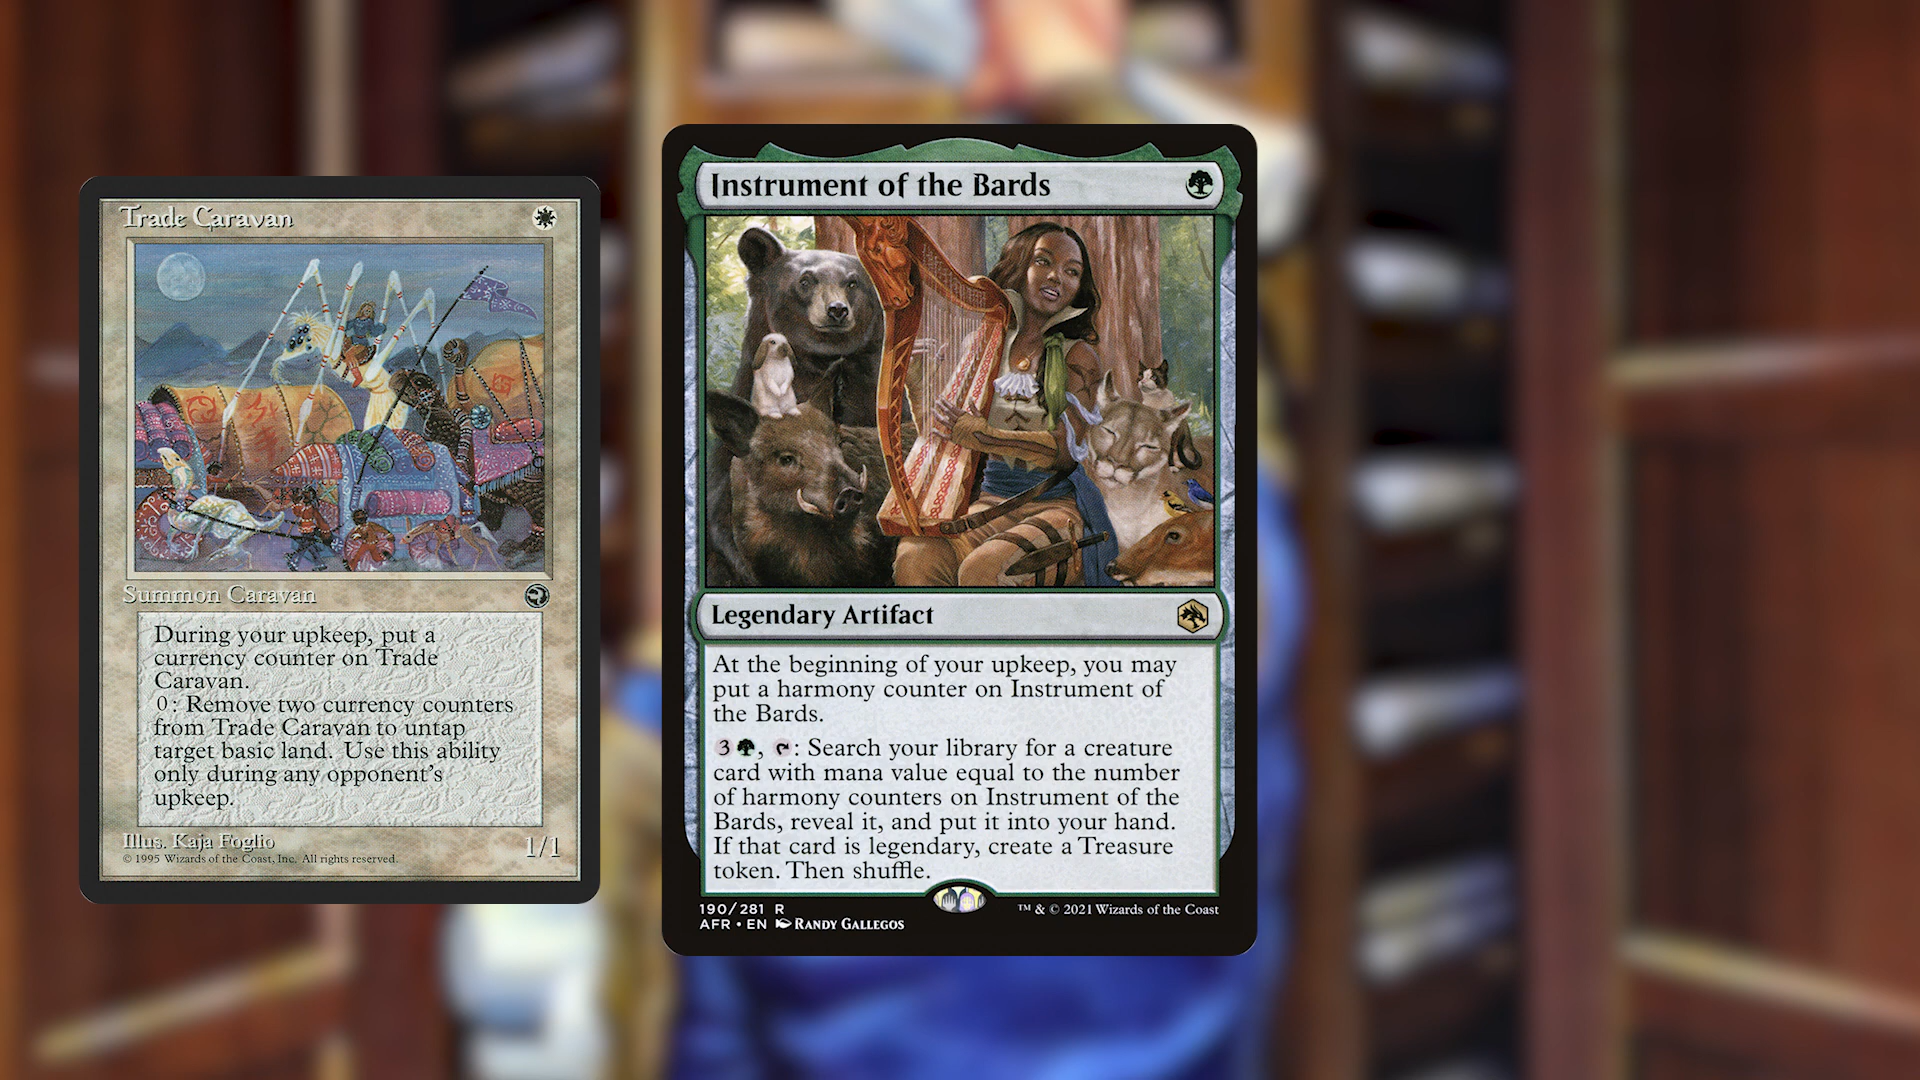 Trade Caravan
Summon Caravan
During your upkeep, put a
currency counter on Trade
Caravan.
0: Remove two currency counters
from Trade Caravan to untap
target basic land. Use this ability
only during any opponent's
upkeep.
Illus. Kaja Foglio
1/1
© 1995 Wizards of the Coast, Inc. All rights reserved.
Instrument of the Bards
Legendary Artifact
At the beginning of your upkeep, you may
put a harmony counter on Instrument of
the Bards.
3, : Search your library for a creature
card with mana value equal to the number
of harmony counters on Instrument of the
Bards, reveal it, and put it into your hand.
If that card is legendary, create a Treasure
token. Then shuffle.
190/281 R
AFR • EN Randy Gallegos
™ & © 2021 Wizards of the Coast